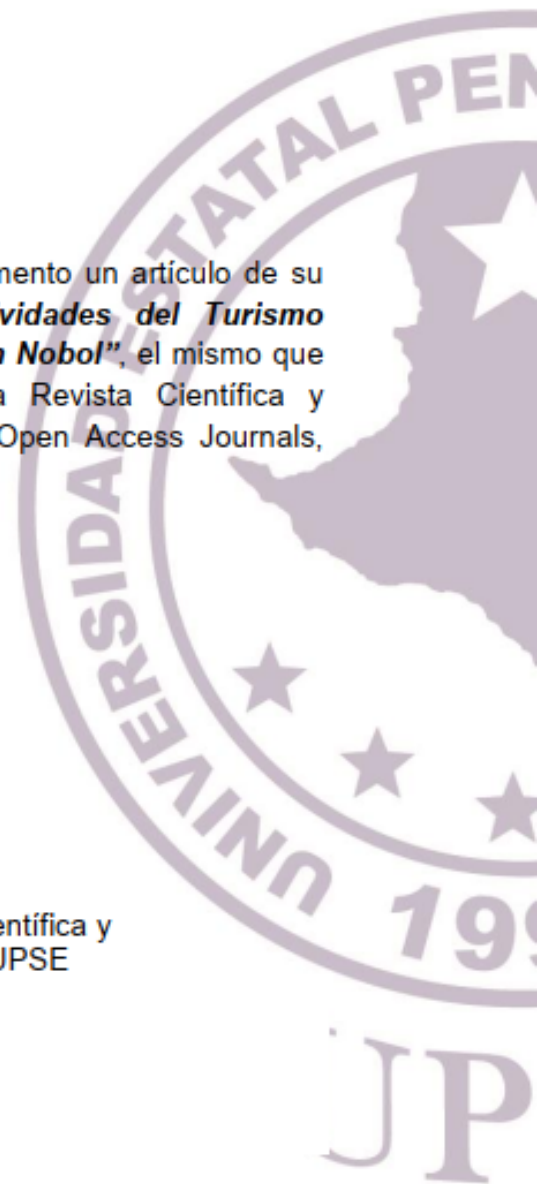 mento un artículo de su
vidades del Turismo
n Nobol”, el mismo que
a Revista Científica y
Open Access Journals,
entífica y
UPSE
UNIVERSIDAD ESTATAL PEN
199
UP